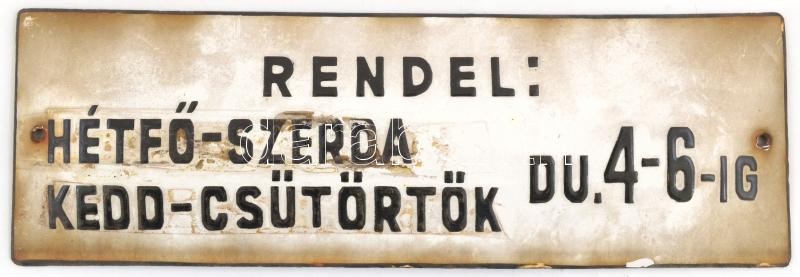 RENDEL:
HÉTFŐ-SZERDA
KEDD-CSÜTÖRTÖK
DU. 4-6-IG